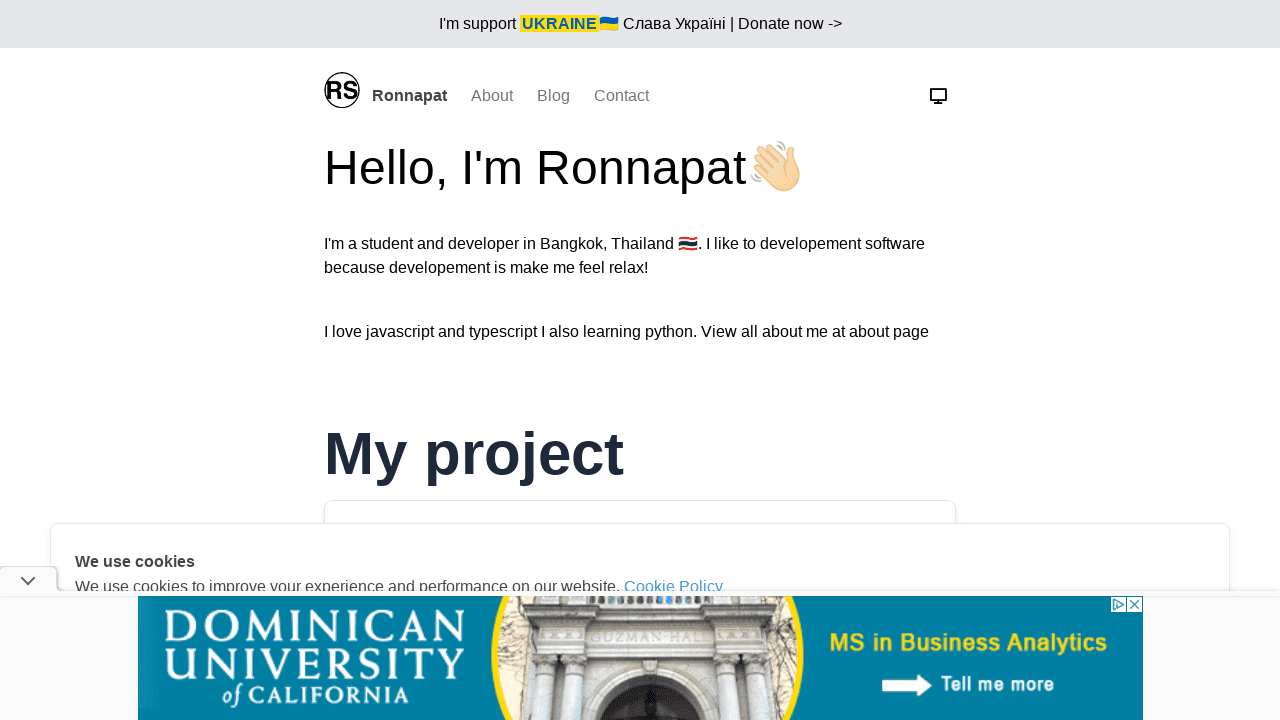 I'm support UKRAINE🇺🇦 Слава Україні | Donate now ->
RS Ronnapat About Blog Contact
Hello, I'm Ronnapat👋🏼
I'm a student and developer in Bangkok, Thailand 🇹🇭. I like to developement software
because developement is make me feel relax!
I love javascript and typescript I also learning python. View all about me at about page
My project
We use cookies
We use cookies to improve your experience and performance on our website. Cookie Policy
DOMINICAN
UNIVERSITY
of CALIFORNIA
GUZMAN HALL
MS in Business Analytics
Tell me more